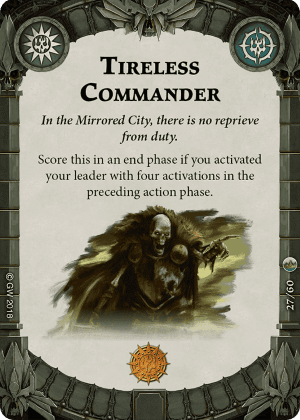 TIRELESS
COMMANDER
In the Mirrored City, there is no reprieve
from duty.
Score this in an end phase if you activated
your leader with four activations in the
preceding action phase.
© GW 2018
27/60